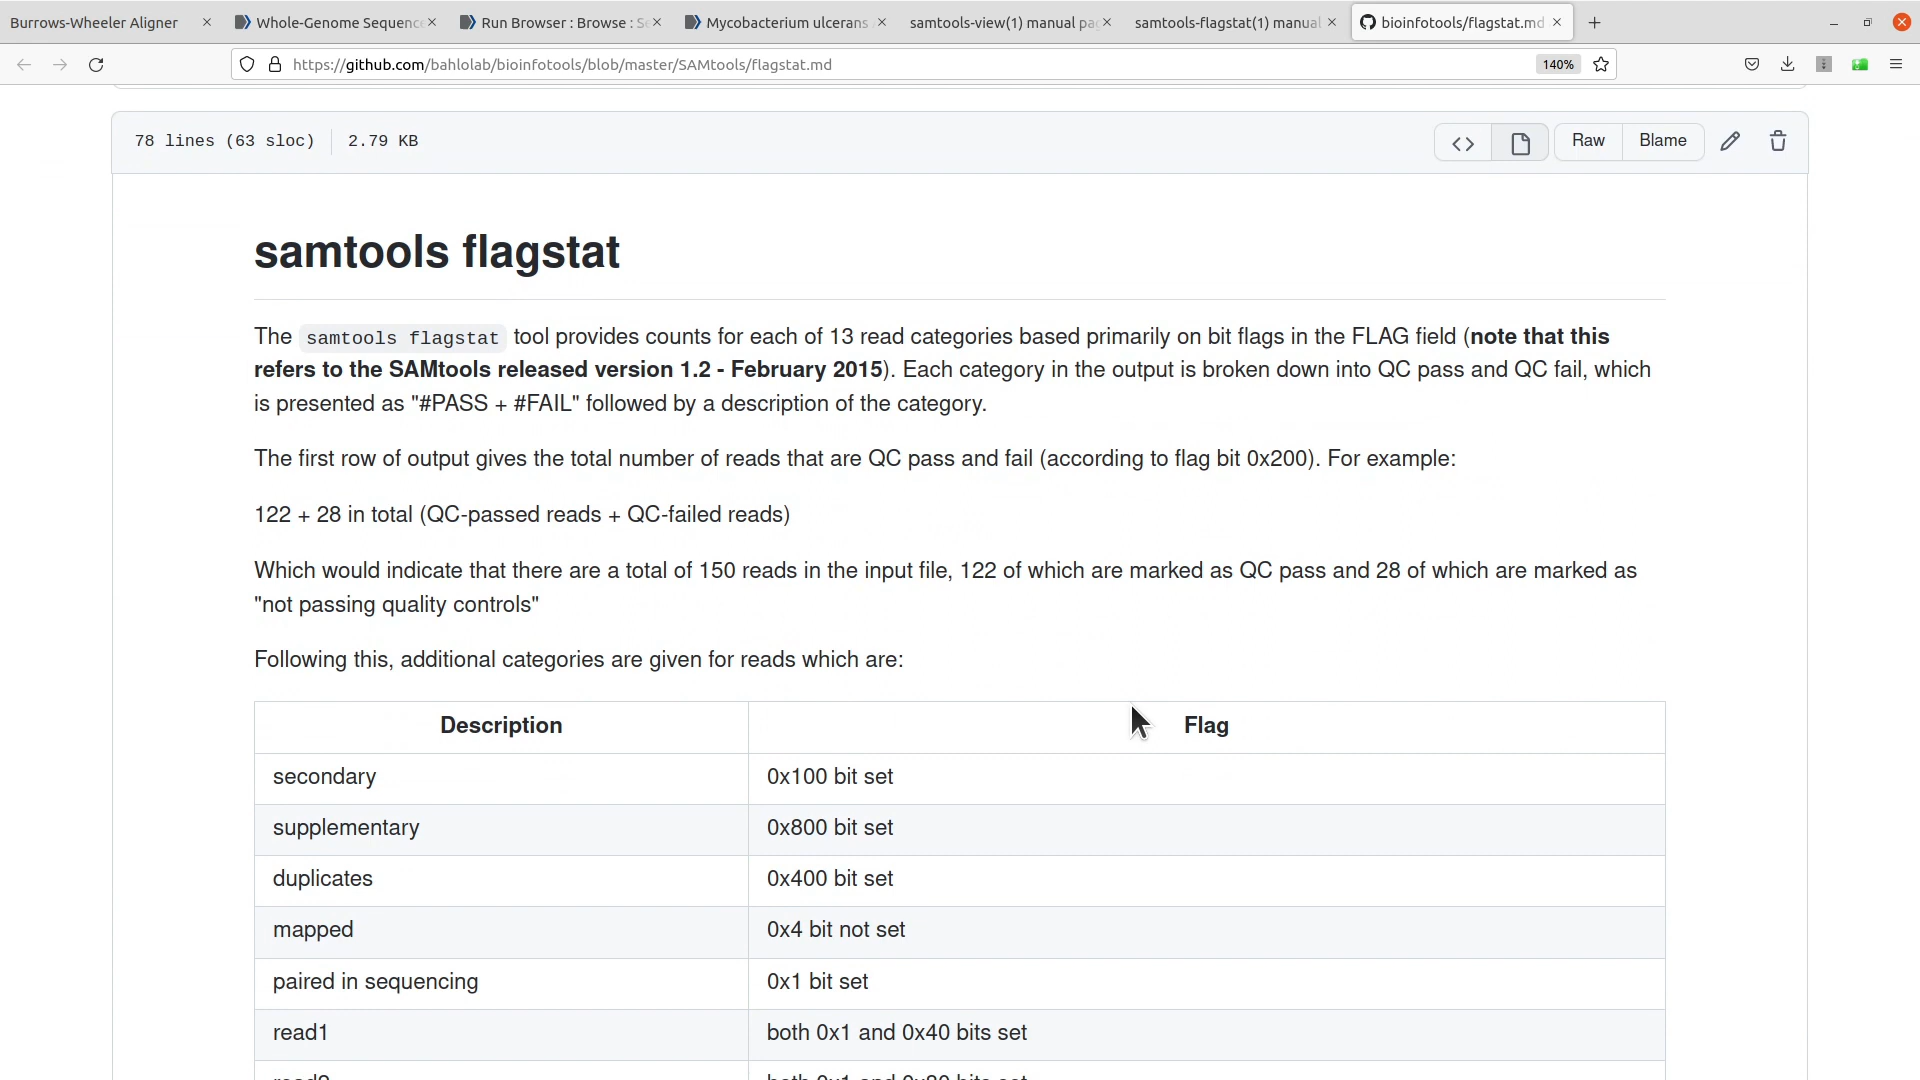 Burrows-Wheeler Aligner
Whole-Genome Sequenc
Run Browser : Browse : S
Mycobacterium ulcerans
samtools-view(1) manual pag
samtools-flagstat(1) manual
bioinfotools/flagstat.md
https://github.com/bahlolab/bioinfotools/blob/master/SAMtools/flagstat.md
140%
78 lines (63 sloc)
2.79 KB
Raw
Blame
samtools flagstat
The samtools flagstat tool provides counts for each of 13 read categories based primarily on bit flags in the FLAG field (note that this
refers to the SAMtools released version 1.2 - February 2015). Each category in the output is broken down into QC pass and QC fail, which
is presented as "#PASS + #FAIL" followed by a description of the category.
The first row of output gives the total number of reads that are QC pass and fail (according to flag bit 0x200). For example:
122 + 28 in total (QC-passed reads + QC-failed reads)
Which would indicate that there are a total of 150 reads in the input file, 122 of which are marked as QC pass and 28 of which are marked as
"not passing quality controls"
Following this, additional categories are given for reads which are:
Description Flag
secondary 0x100 bit set
supplementary 0x800 bit set
duplicates 0x400 bit set
mapped 0x4 bit not set
paired in sequencing 0x1 bit set
read1 both 0x1 and 0x40 bits set